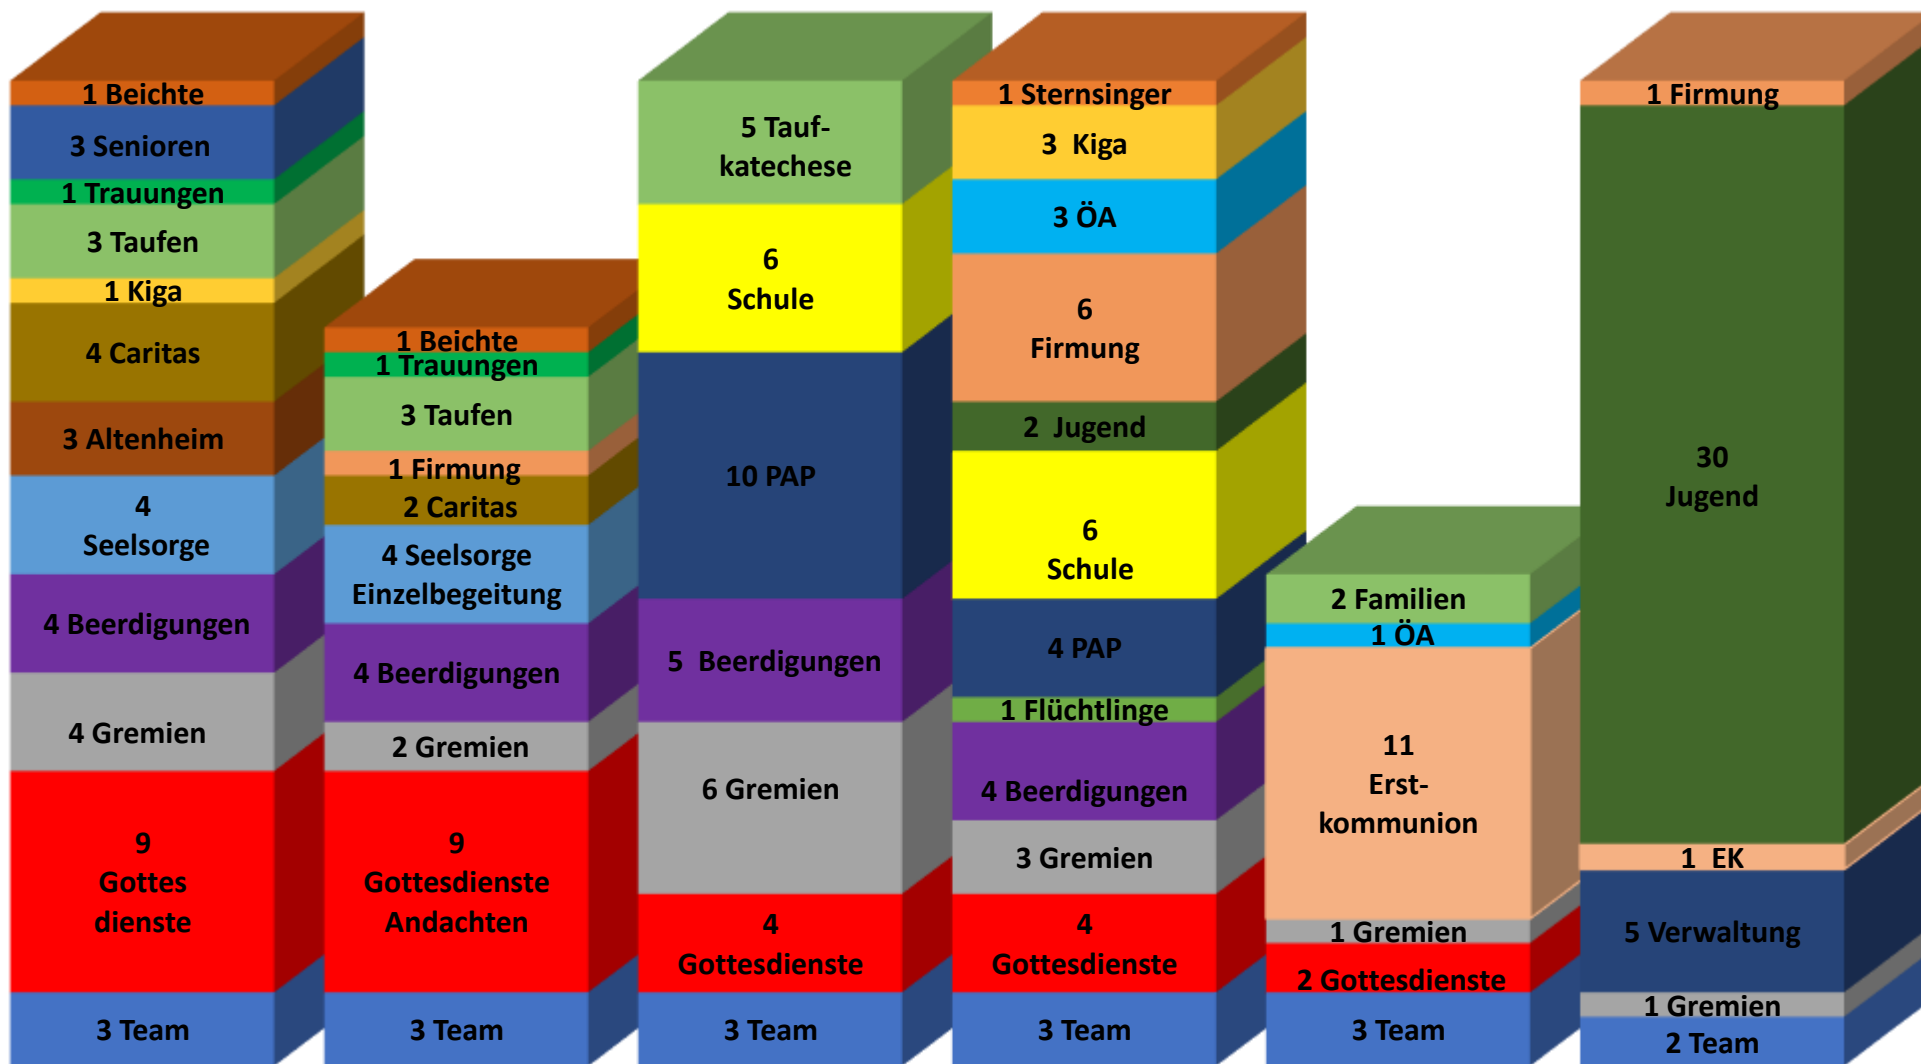 1 Beichte
3 Senioren
1 Trauungen
3 Taufen
1 Kiga
4 Caritas
3 Altenheim
4
Seelsorge
4 Beerdigungen
4 Gremien
9
Gottes
dienste
3 Team
1 Beichte
1 Trauungen
3 Taufen
1 Firmung
2 Caritas
4 Seelsorge
Einzelbegeitung
4 Beerdigungen
2 Gremien
9
Gottesdienste
Andachten
3 Team
5 Tauf-
katechese
6
Schule
10 PAP
5 Beerdigungen
6 Gremien
4
Gottesdienste
3 Team
1 Sternsinger
3 Kiga
3 ÖA
6
Firmung
2 Jugend
6
Schule
4 PAP
1 Flüchtlinge
4 Beerdigungen
3 Gremien
4
Gottesdienste
3 Team
2 Familien
1 ÖA
11
Erst-
kommunion
1 Gremien
2 Gottesdienste
3 Team
1 Firmung
30
Jugend
1 EK
5 Verwaltung
1 Gremien
2 Team